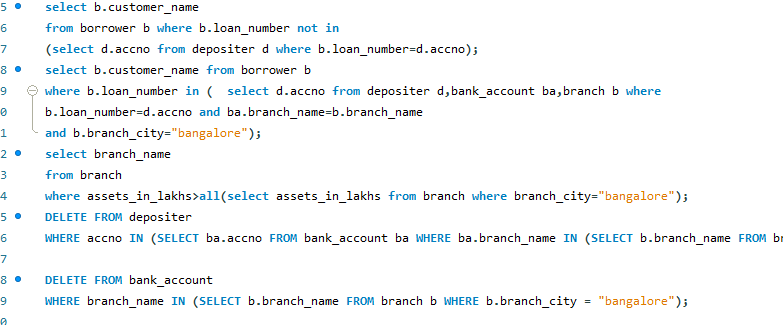 5 select b.customer_name
6 from borrower b where b.loan_number not in
7 (select d.accno from depositer d where b.loan_number=d.accno);
8 select b.customer_name from borrower b
9 where b.loan_number in (  select d.accno from depositer d,bank_account ba,branch b where
0 b.loan_number=d.accno and ba.branch_name=b.branch_name
1 and b.branch_city="bangalore");
2 select branch_name
3 from branch
4 where assets_in_lakhs>all(select assets_in_lakhs from branch where branch_city="bangalore");
5 DELETE FROM depositer
6 WHERE accno IN (SELECT ba.accno FROM bank_account ba WHERE ba.branch_name IN (SELECT b.branch_name FROM br
7
8 DELETE FROM bank_account
9 WHERE branch_name IN (SELECT b.branch_name FROM branch b WHERE b.branch_city = "bangalore");
0